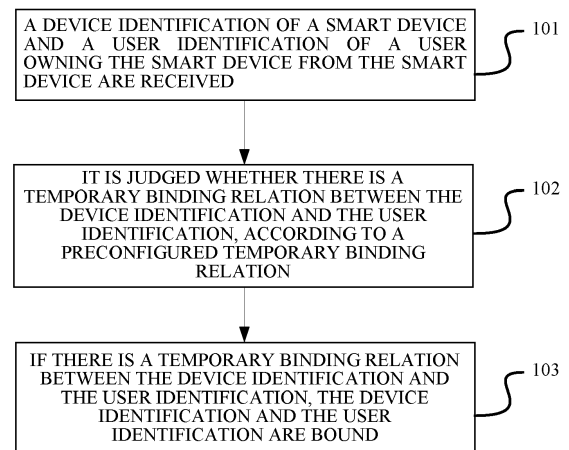 A DEVICE IDENTIFICATION OF A SMART DEVICE
AND A USER IDENTIFICATION OF A USER
OWNING THE SMART DEVICE FROM THE SMART
DEVICE ARE RECEIVED
101
IT IS JUDGED WHETHER THERE IS A
TEMPORARY BINDING RELATION BETWEEN THE
DEVICE IDENTIFICATION AND THE USER
IDENTIFICATION, ACCORDING TO A
PRECONFIGURED TEMPORARY BINDING
RELATION
102
IF THERE IS A TEMPORARY BINDING RELATION
BETWEEN THE DEVICE IDENTIFICATION AND
THE USER IDENTIFICATION, THE DEVICE
IDENTIFICATION AND THE USER
IDENTIFICATION ARE BOUND
103